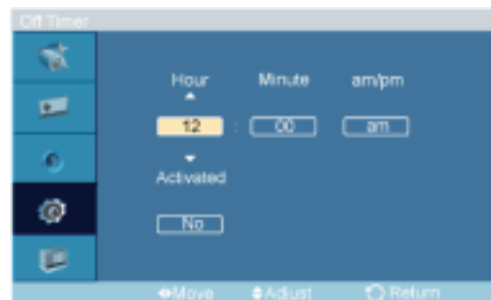 Off Timer
Hour Minute am/pm
12 : 00 am
Activated
No
Move Adjust Return